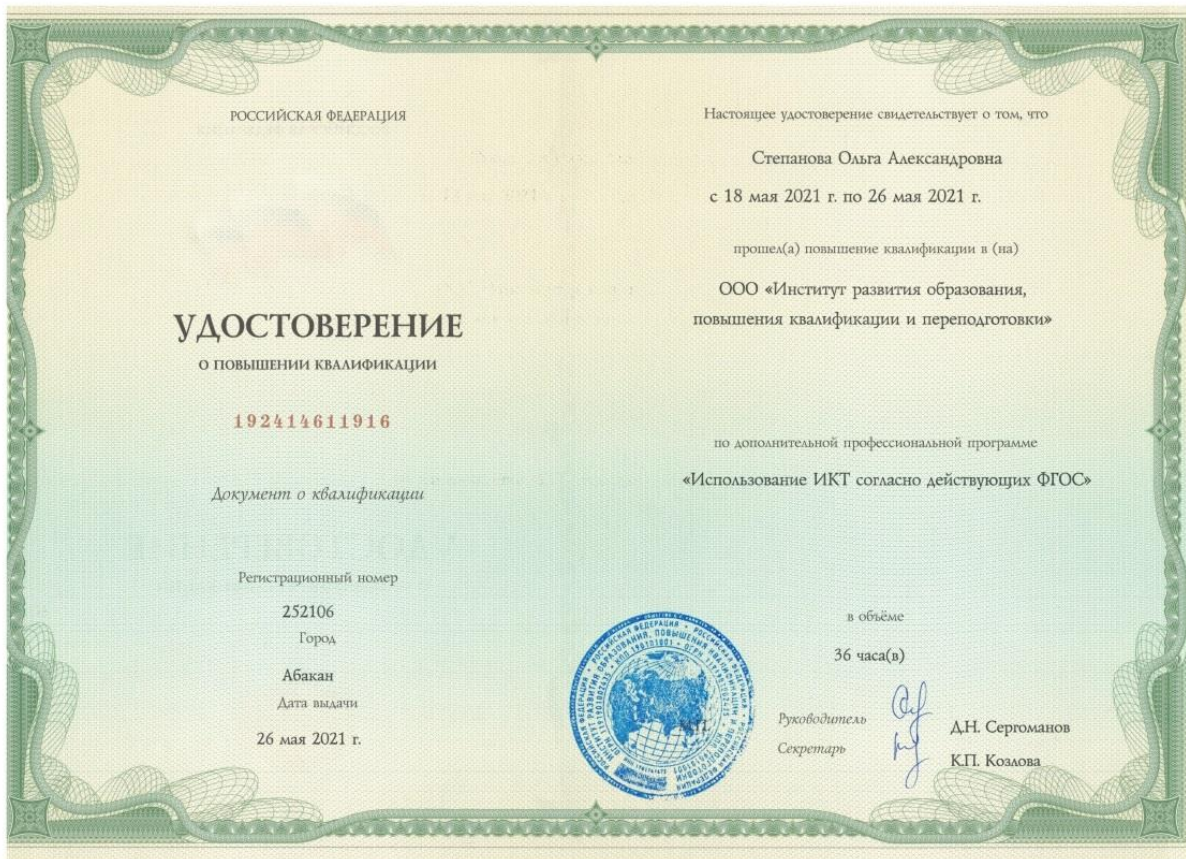 РОССИЙСКАЯ ФЕДЕРАЦИЯ
УДОСТОВЕРЕНИЕ
О ПОВЫШЕНИИ КВАЛИФИКАЦИИ
192414611916
Документ о квалификации
Регистрационный номер
252106
Город
Абакан
Дата выдачи
26 мая 2021 г.
Настоящее удостоверение свидетельствует о том, что
Степанова Ольга Александровна
с 18 мая 2021 г. по 26 мая 2021 г.
прошел(а) повышение квалификации в (на)
ООО «Институт развития образования,
повышения квалификации и переподготовки»
по дополнительной профессиональной программе
«Использование ИКТ согласно действующих ФГОС»
в объёме
36 часа(в)
МП
Руководитель
Д.Н. Сергоманов
Секретарь
К.П. Козлова